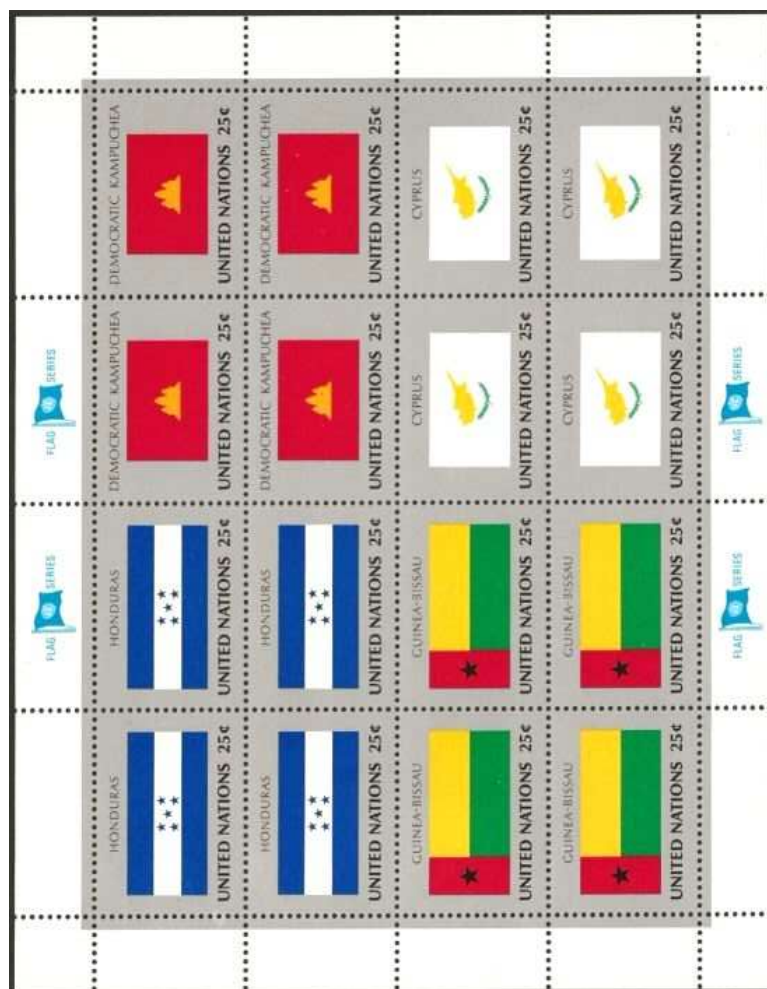 FLAG SERIES
FLAG SERIES
HONDURAS
HONDURAS
DEMOCRATIC KAMPUCHEA
DEMOCRATIC KAMPUCHEA
UNITED NATIONS 25¢
UNITED NATIONS 25¢
UNITED NATIONS 25¢
UNITED NATIONS 25¢
HONDURAS
HONDURAS
DEMOCRATIC KAMPUCHEA
DEMOCRATIC KAMPUCHEA
UNITED NATIONS 25¢
UNITED NATIONS 25¢
UNITED NATIONS 25¢
UNITED NATIONS 25¢
GUINEA-BISSAU
GUINEA-BISSAU
CYPRUS
CYPRUS
UNITED NATIONS 25¢
UNITED NATIONS 25¢
UNITED NATIONS 25¢
UNITED NATIONS 25¢
GUINEA-BISSAU
GUINEA-BISSAU
CYPRUS
CYPRUS
UNITED NATIONS 25¢
UNITED NATIONS 25¢
UNITED NATIONS 25¢
UNITED NATIONS 25¢
FLAG SERIES
FLAG SERIES